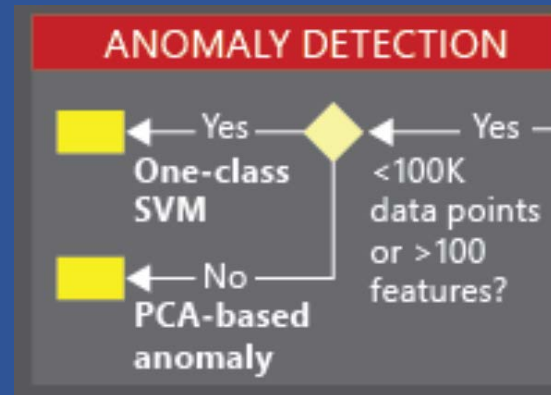 ANOMALY DETECTION
Yes
Yes
One-class
SVM
<100K
data points
or >100
features?
No
PCA-based
anomaly